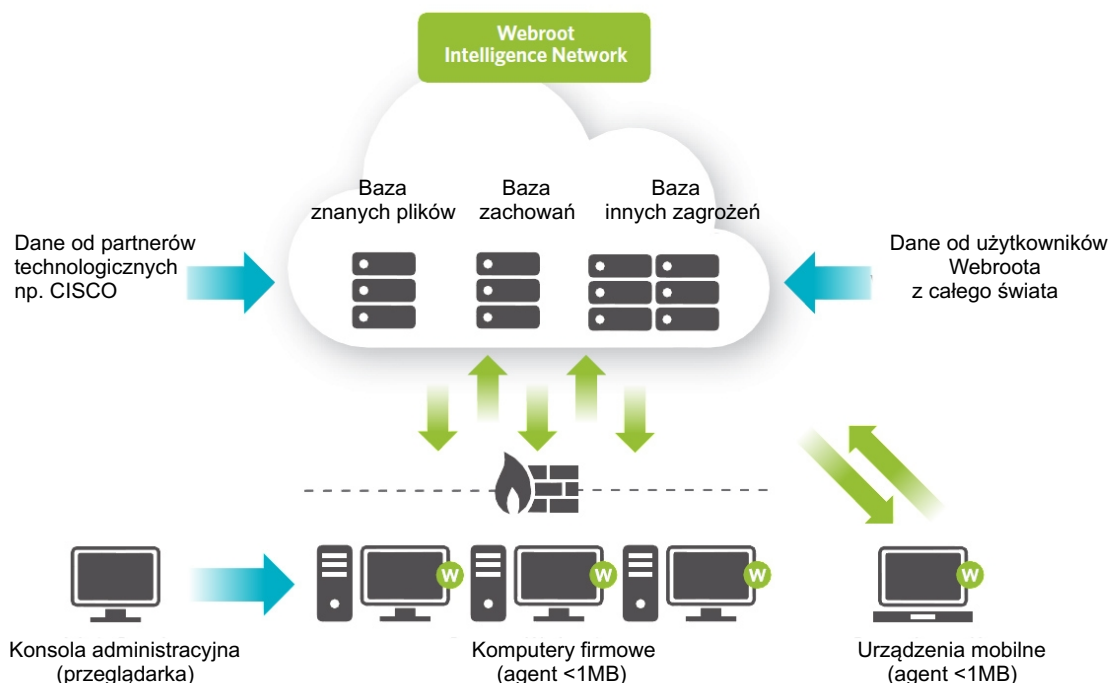 Webroot
Intelligence Network
Baza
znanych plików
Baza
zachowań
Baza
innych zagrożeń
Dane od partnerów
technologicznych
np. CISCO
Dane od użytkowników
Webroota
z całego świata
W
W
W
W
Konsola administracyjna
(przeglądarka)
Komputery firmowe
(agent <1MB)
Urządzenia mobilne
(agent <1MB)